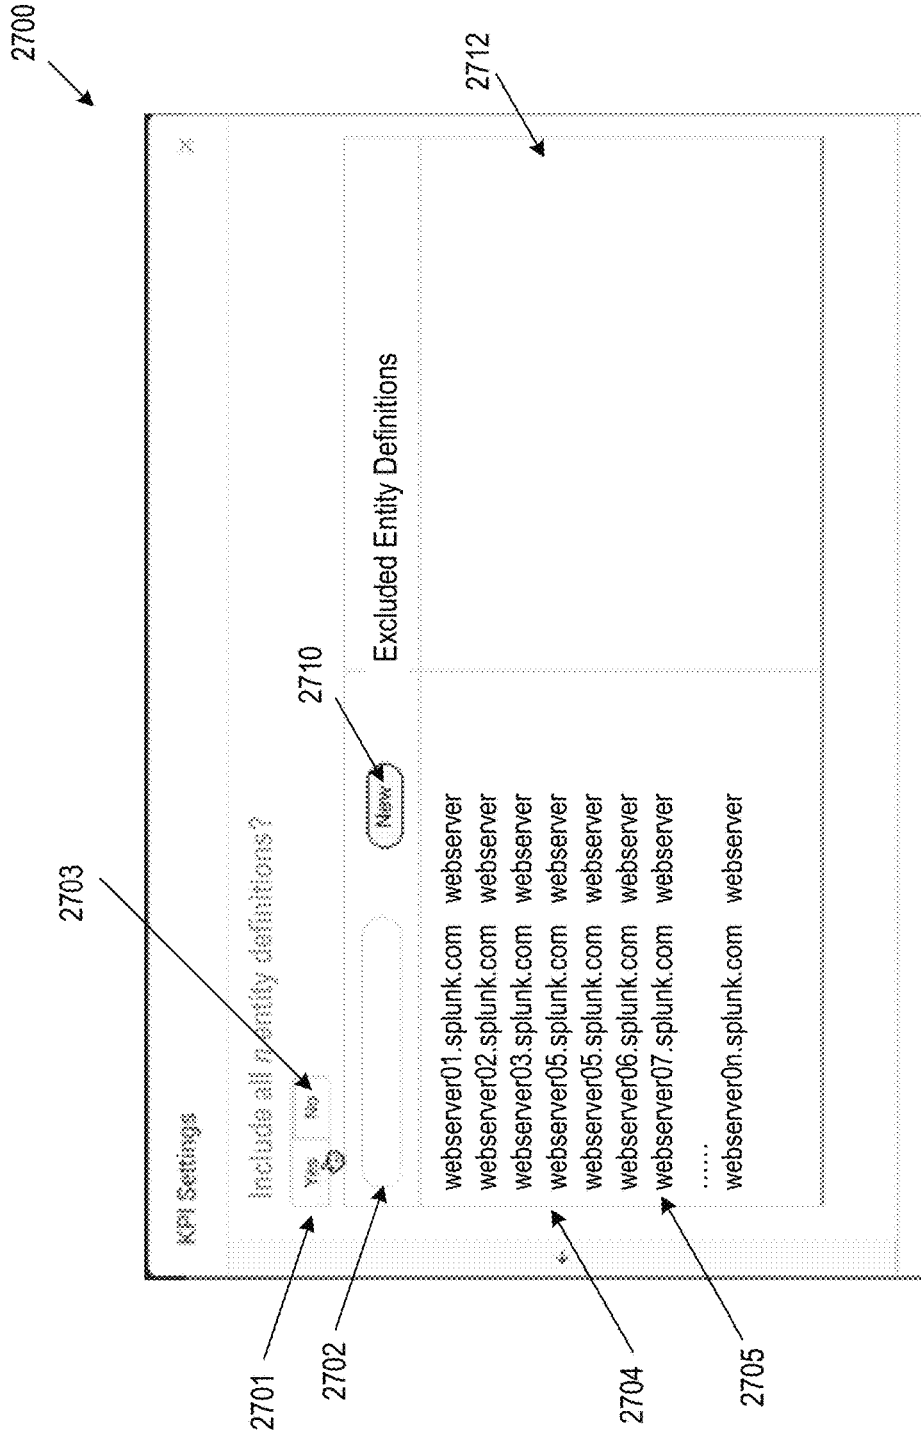 2700
KPI Settings
X
Include all n entity definitions?
2703
2701
Yes
No
2710
2712
2702
New
Excluded Entity Definitions
webserver01.splunk.com webserver
webserver02.splunk.com webserver
webserver03.splunk.com webserver
webserver05.splunk.com webserver
webserver05.splunk.com webserver
webserver06.splunk.com webserver
webserver07.splunk.com webserver
......
webserver0n.splunk.com webserver
2704
2705